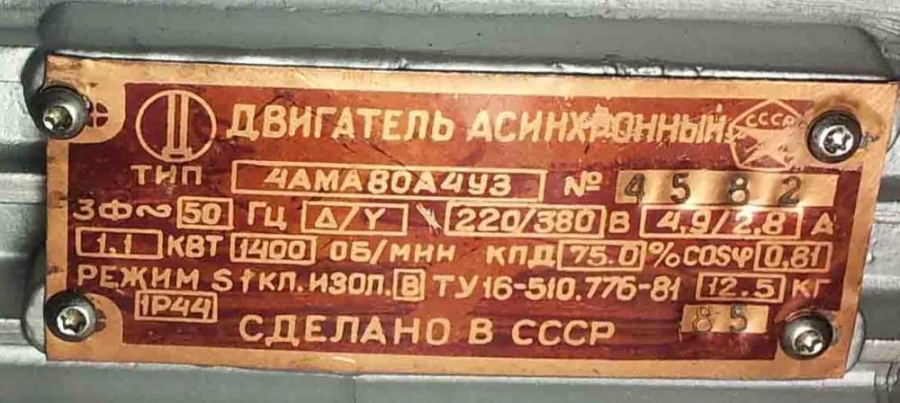 ДВИГАТЕЛЬ АСИНХРОННЫЙ СССР
ТИП 4АМА80А4У3 № 4582
3Ф~ 50 ГЦ Δ/Y 220/380 В 4,9/2,8 А
1.1 КВТ 1400 ОБ/МИН КПД 75.0 % COSφ 0,81
РЕЖИМ S1 КЛ. ИЗОЛ. В ТУ16-510.776-81 12.5 КГ
1Р44 85
СДЕЛАНО В СССР